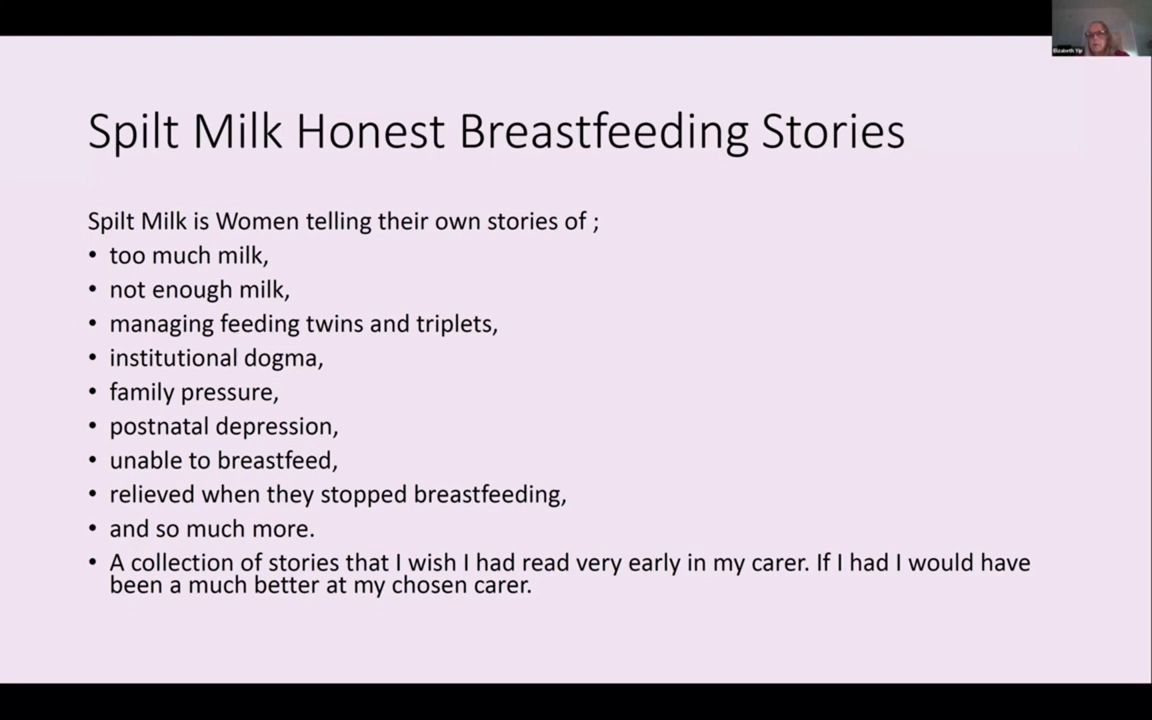 Elizabeth Yip
Spilt Milk Honest Breastfeeding Stories
Spilt Milk is Women telling their own stories of ;
• too much milk,
• not enough milk,
• managing feeding twins and triplets,
• institutional dogma,
• family pressure,
• postnatal depression,
• unable to breastfeed,
• relieved when they stopped breastfeeding,
• and so much more.
• A collection of stories that I wish I had read very early in my carer. If I had I would have
been a much better at my chosen carer.